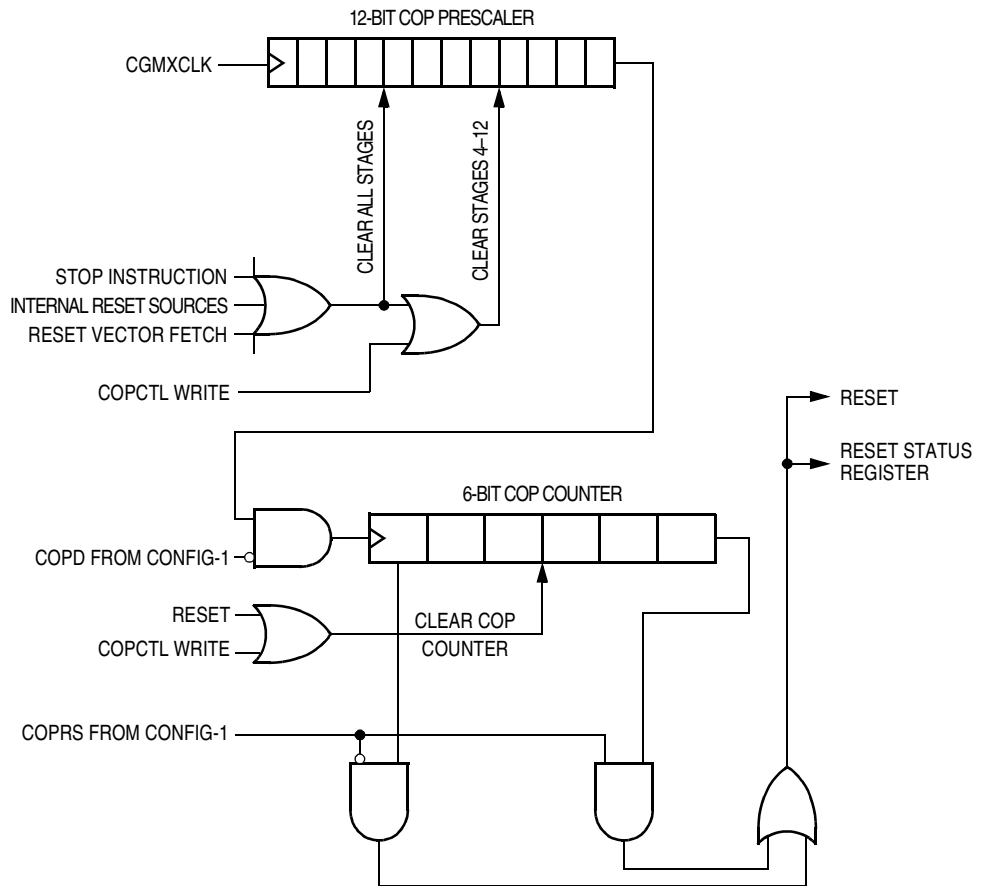 12-BIT COP PRESCALER
CGMXCLK
CLEAR ALL STAGES
CLEAR STAGES 4–12
STOP INSTRUCTION
INTERNAL RESET SOURCES
RESET VECTOR FETCH
COPCTL WRITE
RESET
RESET STATUS
REGISTER
6-BIT COP COUNTER
COPD FROM CONFIG-1
RESET
CLEAR COP
COPCTL WRITE
COUNTER
COPRS FROM CONFIG-1